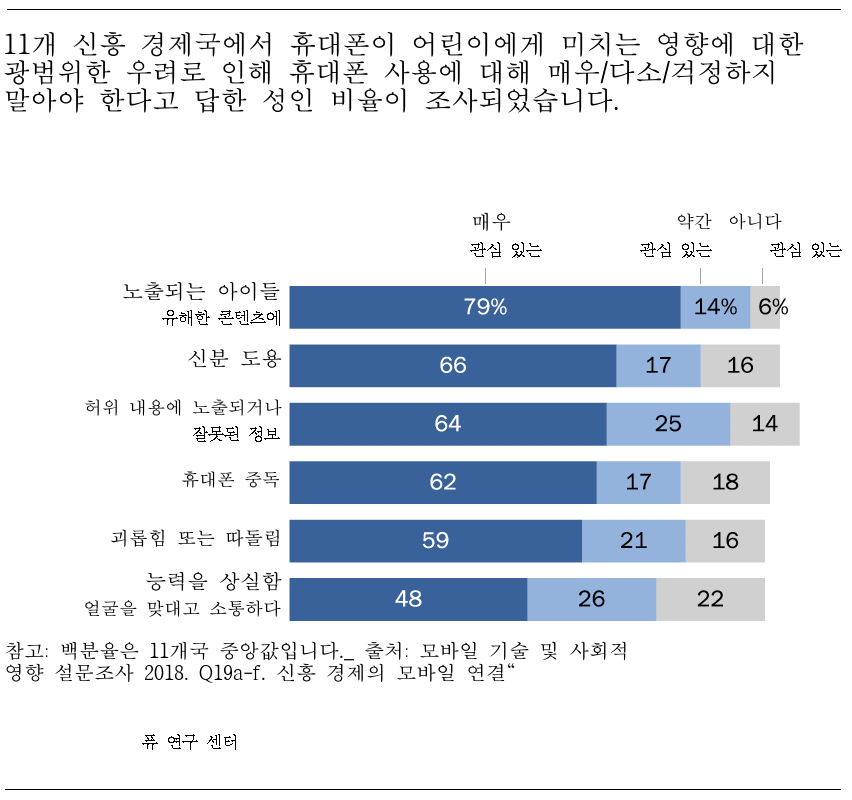 11개 신흥 경제국에서 휴대폰이 어린이에게 미치는 영향에 대한
광범위한 우려로 인해 휴대폰 사용에 대해 매우/다소/걱정하지
말아야 한다고 답한 성인 비율이 조사되었습니다.
매우 약간 아니다
관심 있는 관심 있는 관심 있는
노출되는 아이들
유해한 콘텐츠에
79% 14% 6%
신분 도용 66 17 16
허위 내용에 노출되거나
잘못된 정보
64 25 14
휴대폰 중독 62 17 18
괴롭힘 또는 따돌림 59 21 16
능력을 상실함
얼굴을 맞대고 소통하다
48 26 22
참고: 백분율은 11개국 중앙값입니다._ 출처: 모바일 기술 및 사회적
영향 설문조사 2018. Q19a-f. 신흥 경제의 모바일 연결“
퓨 연구 센터